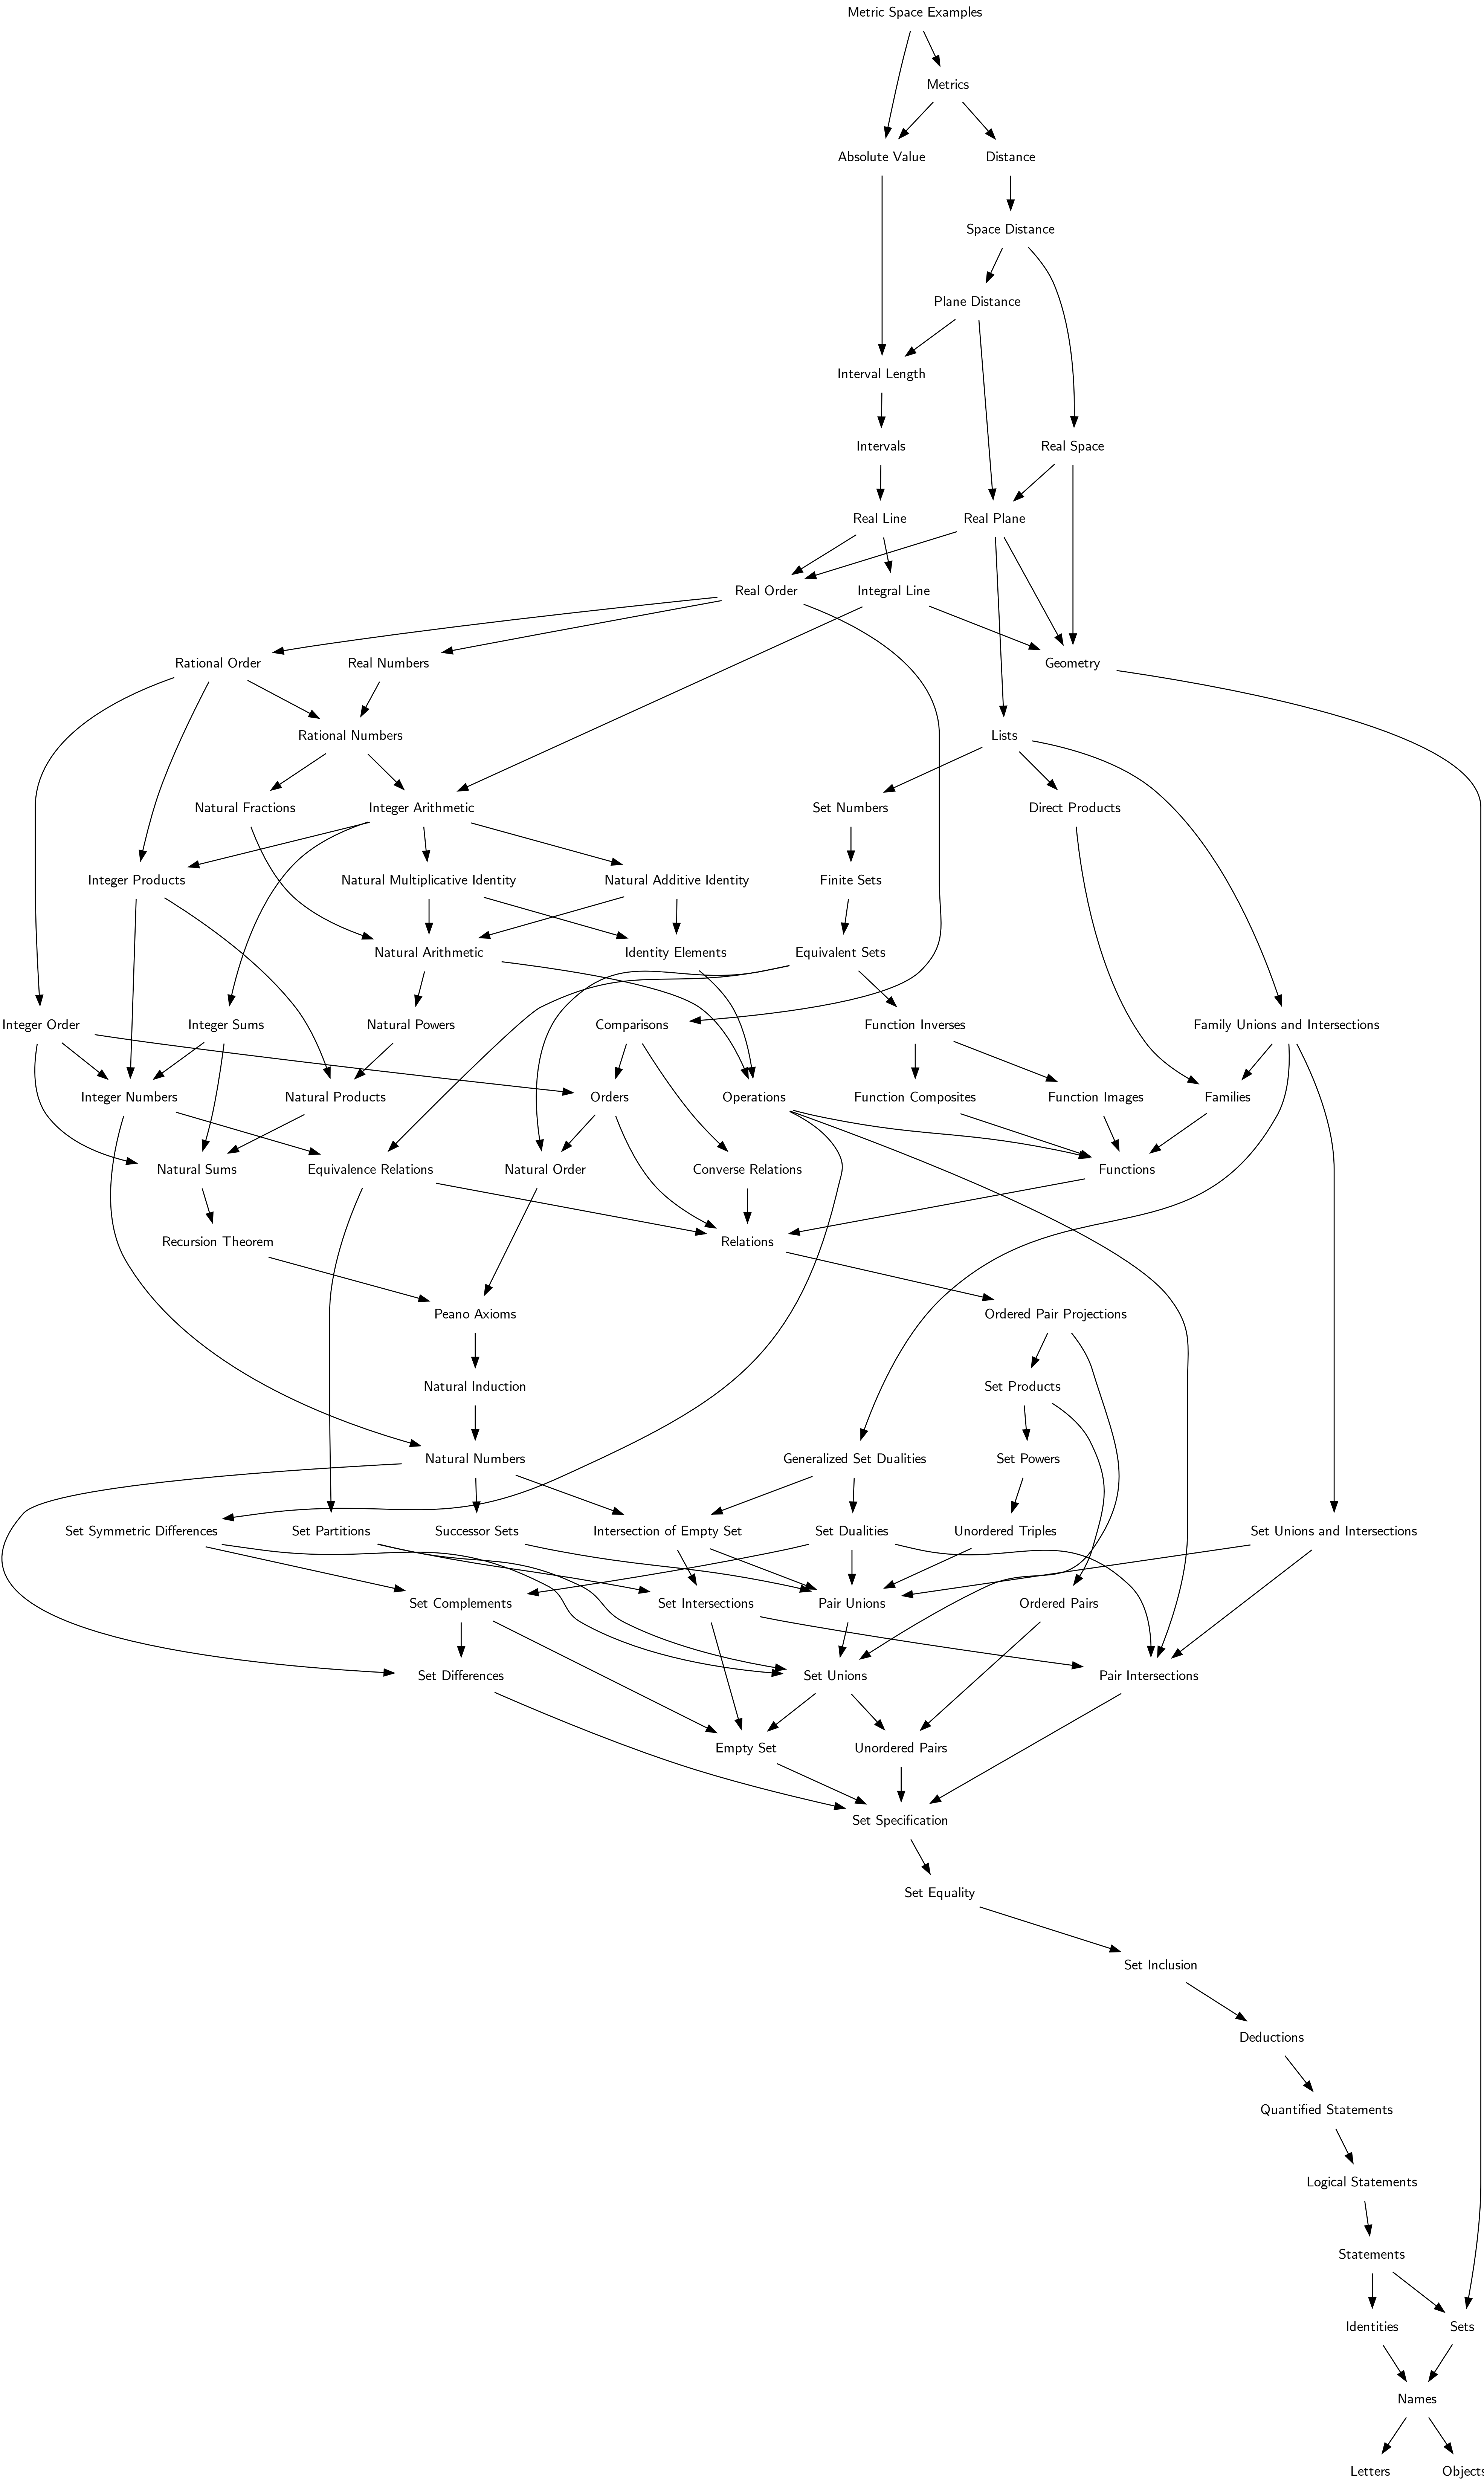 Metric Space Examples
Metrics
Absolute Value
Distance
Space Distance
Plane Distance
Interval Length
Intervals
Real Space
Real Line
Real Plane
Real Order
Integral Line
Rational Order
Real Numbers
Geometry
Rational Numbers
Lists
Natural Fractions
Integer Arithmetic
Set Numbers
Direct Products
Integer Products
Natural Multiplicative Identity
Natural Additive Identity
Finite Sets
Natural Arithmetic
Identity Elements
Equivalent Sets
Integer Order
Integer Sums
Natural Powers
Comparisons
Function Inverses
Family Unions and Intersections
Integer Numbers
Natural Products
Orders
Operations
Function Composites
Function Images
Families
Natural Sums
Equivalence Relations
Natural Order
Converse Relations
Functions
Recursion Theorem
Relations
Peano Axioms
Ordered Pair Projections
Natural Induction
Set Products
Natural Numbers
Generalized Set Dualities
Set Powers
Set Symmetric Differences
Set Partitions
Successor Sets
Intersection of Empty Set
Set Dualities
Unordered Triples
Set Unions and Intersections
Set Complements
Set Intersections
Pair Unions
Ordered Pairs
Set Differences
Set Unions
Pair Intersections
Empty Set
Unordered Pairs
Set Specification
Set Equality
Set Inclusion
Deductions
Quantified Statements
Logical Statements
Statements
Identities
Sets
Names
Letters
Objects